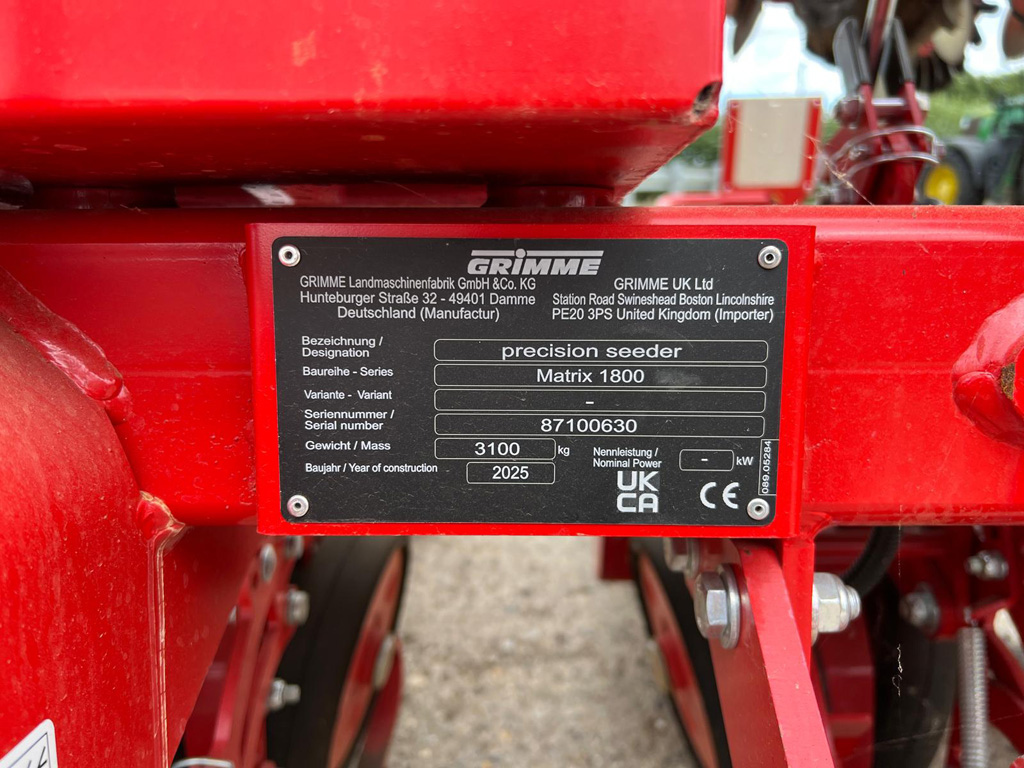 GRIMME
GRIMME Landmaschinenfabrik GmbH &Co. KG
Hunteburger Straße 32 - 49401 Damme
Deutschland (Manufactur)
GRIMME UK Ltd
Station Road Swineshead Boston Lincolnshire
PE20 3PS United Kingdom (Importer)
Bezeichnung /
Designation
precision seeder
Baureihe - Series
Matrix 1800
Variante - Variant
-
Seriennummer /
Serial number
87100630
Gewicht / Mass
3100 kg
Nennleistung /
Nominal Power
- kW
Baujahr / Year of construction
2025
UK
CA
CE
089.05284